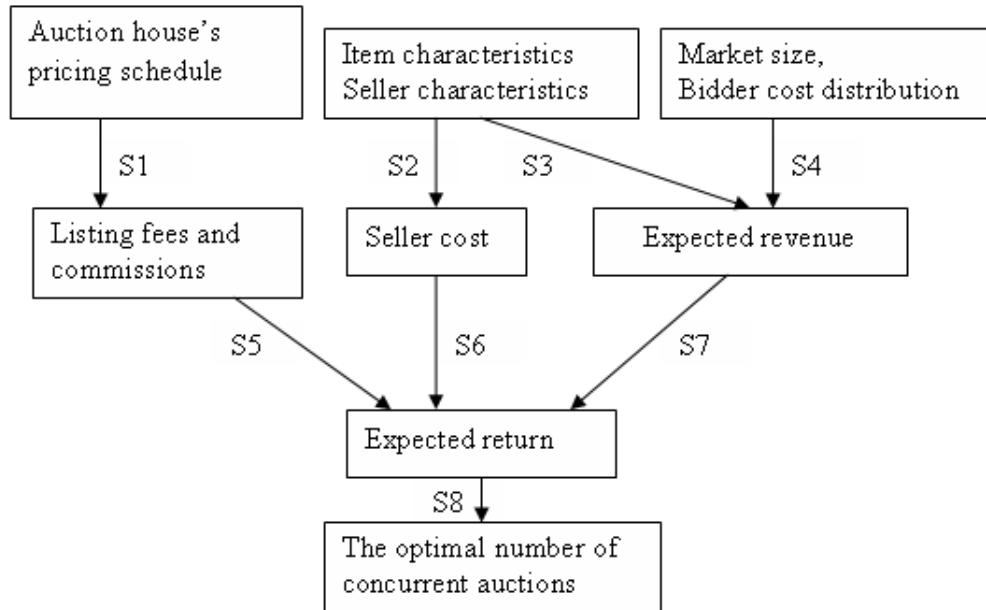 Auction house's
pricing schedule
Item characteristics
Seller characteristics
Market size,
Bidder cost distribution
S1
S2
S3
S4
Listing fees and
commissions
Seller cost
Expected revenue
S5
S6
S7
Expected return
S8
The optimal number of
concurrent auctions